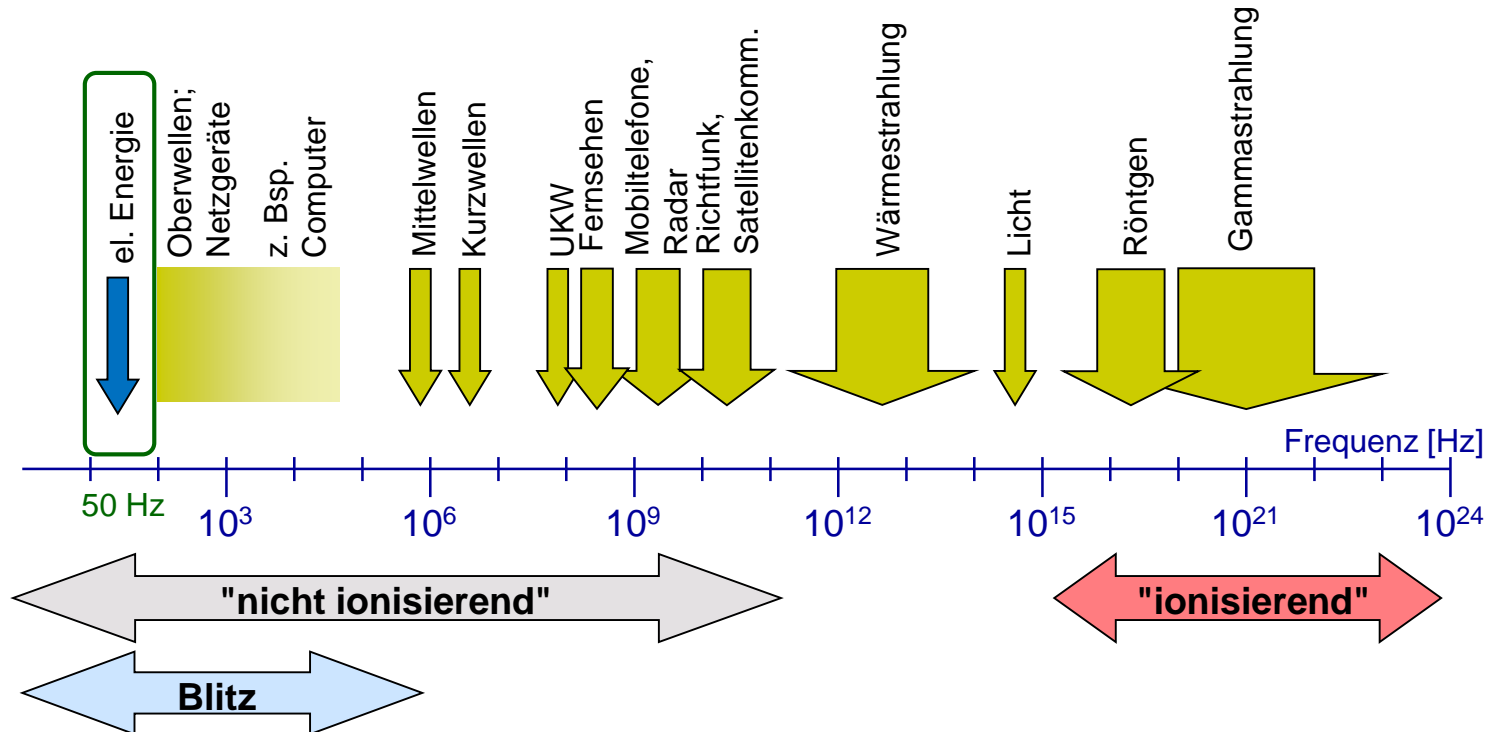 el. Energie
Oberwellen;
Netzgeräte
z. Bsp.
Computer
Mittelwellen
Kurzwellen
UKW
Fernsehen
Mobiltelefone,
Radar
Richtfunk,
Satellitenkomm.
Wärmestrahlung
Licht
Röntgen
Gammastrahlung
Frequenz [Hz]
50 Hz
10³
10⁶
10⁹
10¹²
10¹⁵
10²¹
10²⁴
"nicht ionisierend"
"ionisierend"
Blitz